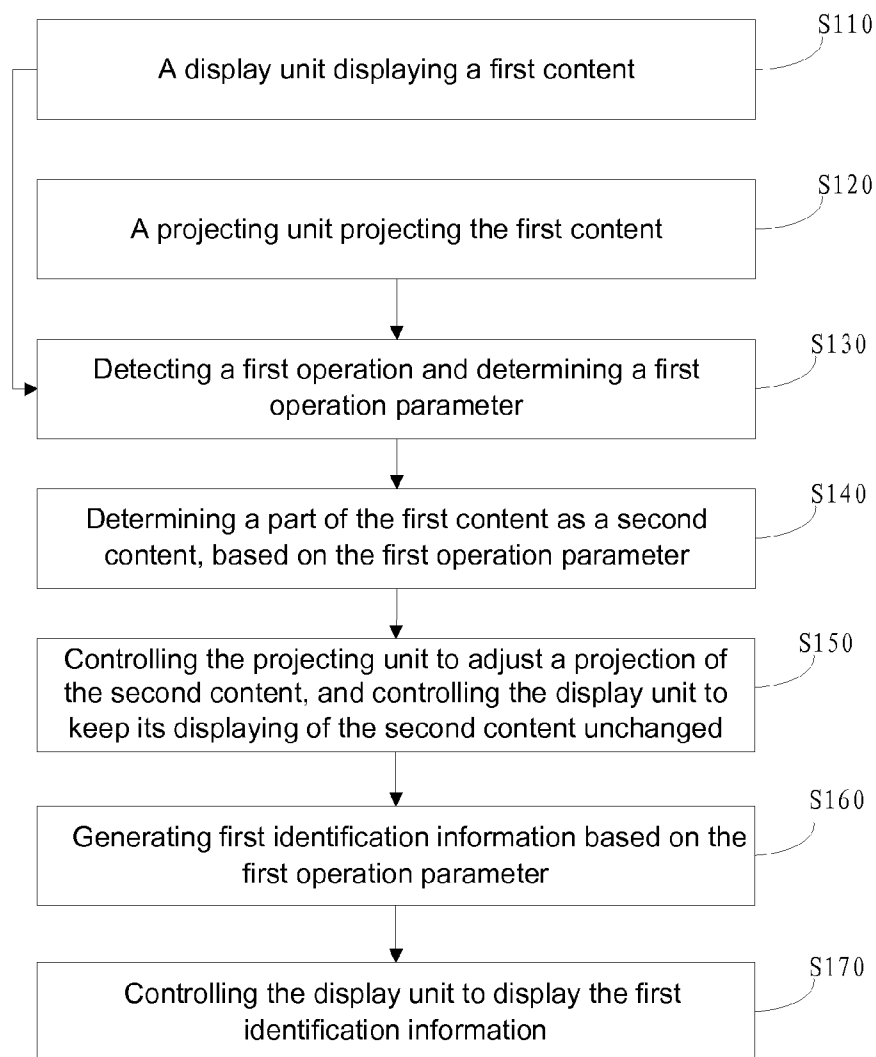 S110
A display unit displaying a first content
S120
A projecting unit projecting the first content
S130
Detecting a first operation and determining a first
operation parameter
S140
Determining a part of the first content as a second
content, based on the first operation parameter
S150
Controlling the projecting unit to adjust a projection of
the second content, and controlling the display unit to
keep its displaying of the second content unchanged
S160
Generating first identification information based on the
first operation parameter
S170
Controlling the display unit to display the first
identification information